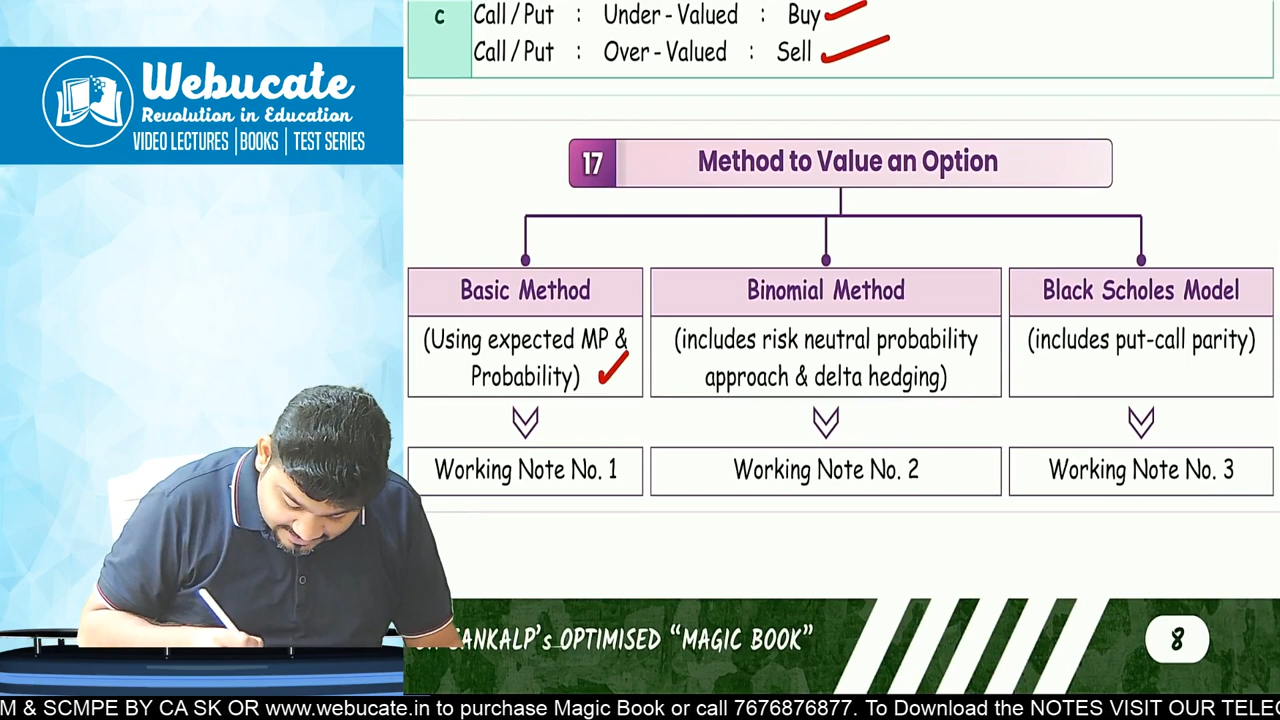 c
Call / Put : Under - Valued : Buy
Call / Put : Over - Valued : Sell
Webucate
Revolution in Education
VIDEO LECTURES | BOOKS | TEST SERIES
17 Method to Value an Option
Basic Method
(Using expected MP &
Probability)
Working Note No. 1
Binomial Method
(includes risk neutral probability
approach & delta hedging)
Working Note No. 2
Black Scholes Model
(includes put-call parity)
Working Note No. 3
SANKALP's OPTIMISED "MAGIC BOOK"
8
M & SCMPE BY CA SK OR www.webucate.in to purchase Magic Book or call 7676876877. To Download the NOTES VISIT OUR TELEG